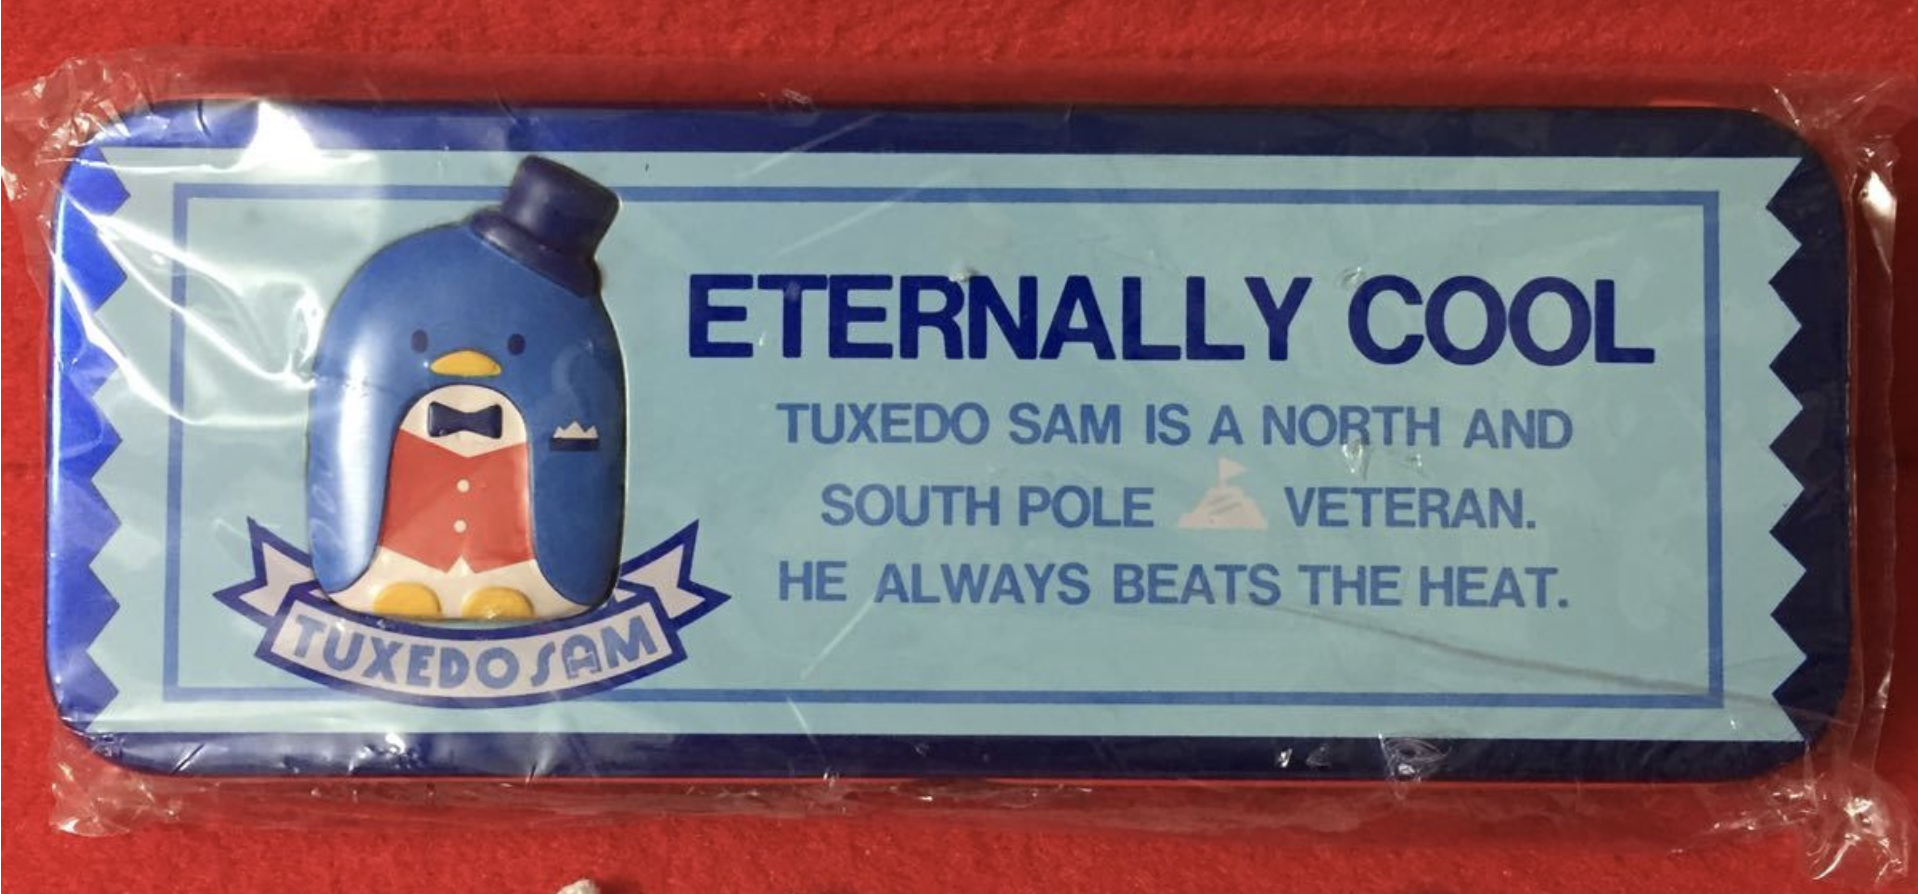 ETERNALLY COOL
TUXEDO SAM IS A NORTH AND
SOUTH POLE VETERAN.
HE ALWAYS BEATS THE HEAT.
TUXEDO SAM